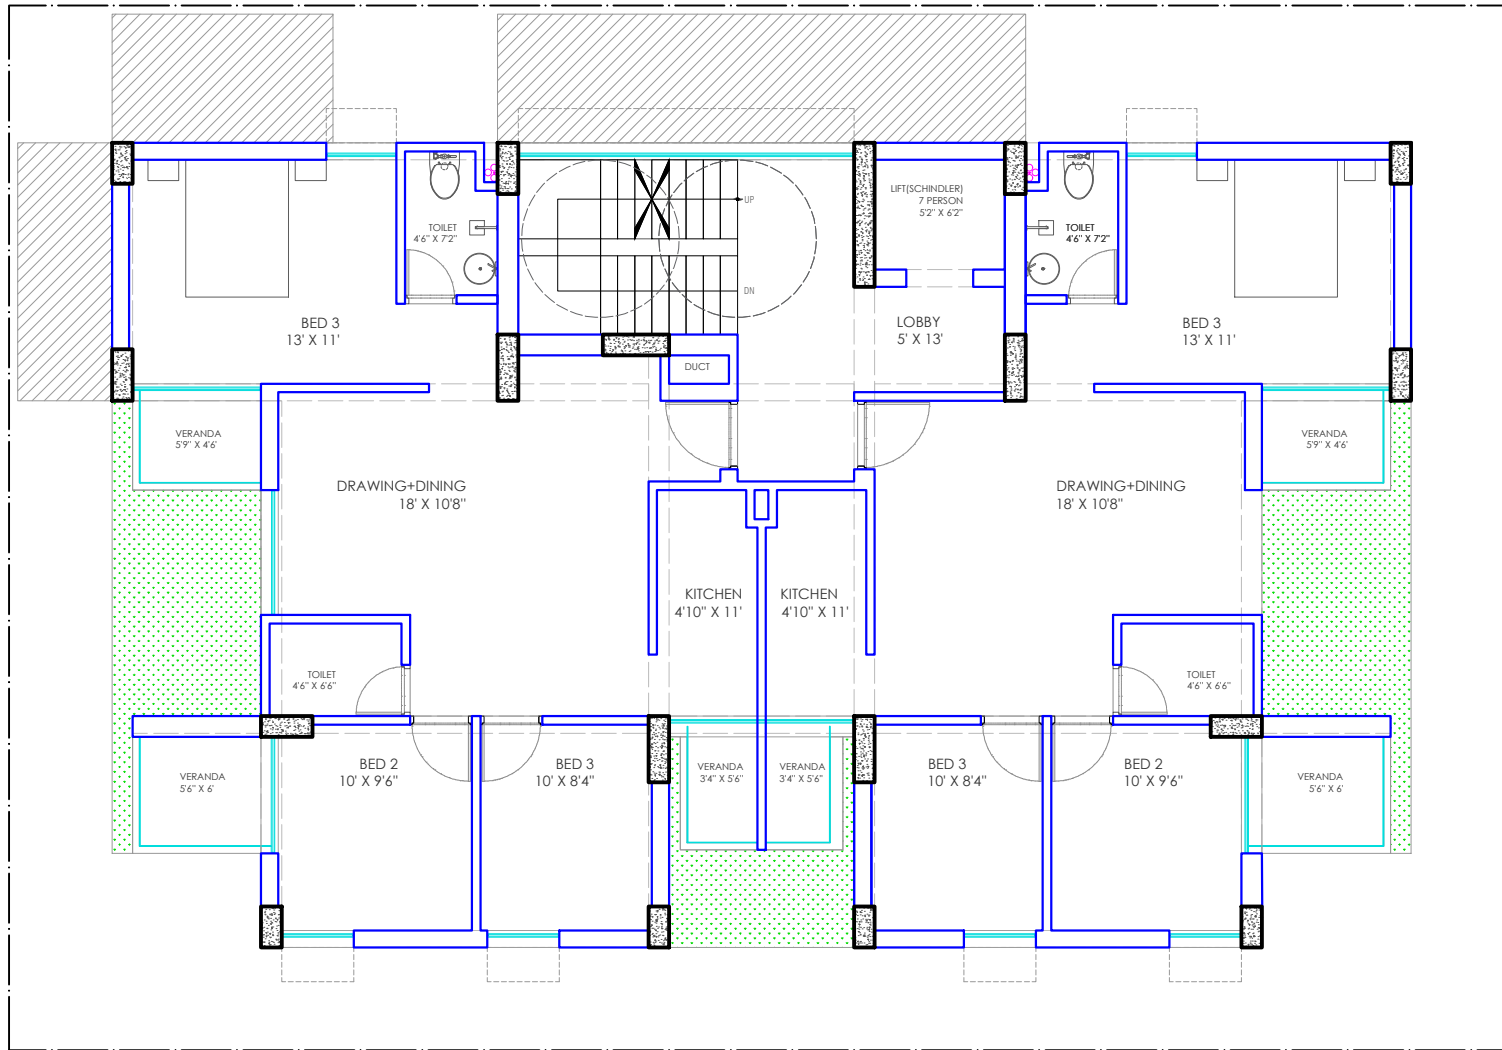 LIFT(SCHINDLER)
7 PERSON
5'2" X 6'2"
UP
TOILET
4'6" X 7'2"
TOILET
4'6" X 7'2"
DN
BED 3
13' X 11'
LOBBY
5' X 13'
BED 3
13' X 11'
DUCT
VERANDA
5'9" X 4'6'
VERANDA
5'9" X 4'6'
DRAWING+DINING
18' X 10'8"
DRAWING+DINING
18' X 10'8"
KITCHEN
4'10" X 11'
KITCHEN
4'10" X 11'
TOILET
4'6" X 6'6"
TOILET
4'6" X 6'6"
VERANDA
5'6" X 6'
BED 2
10' X 9'6"
BED 3
10' X 8'4"
VERANDA
3'4" X 5'6"
VERANDA
3'4" X 5'6"
BED 3
10' X 8'4"
BED 2
10' X 9'6"
VERANDA
5'6" X 6'